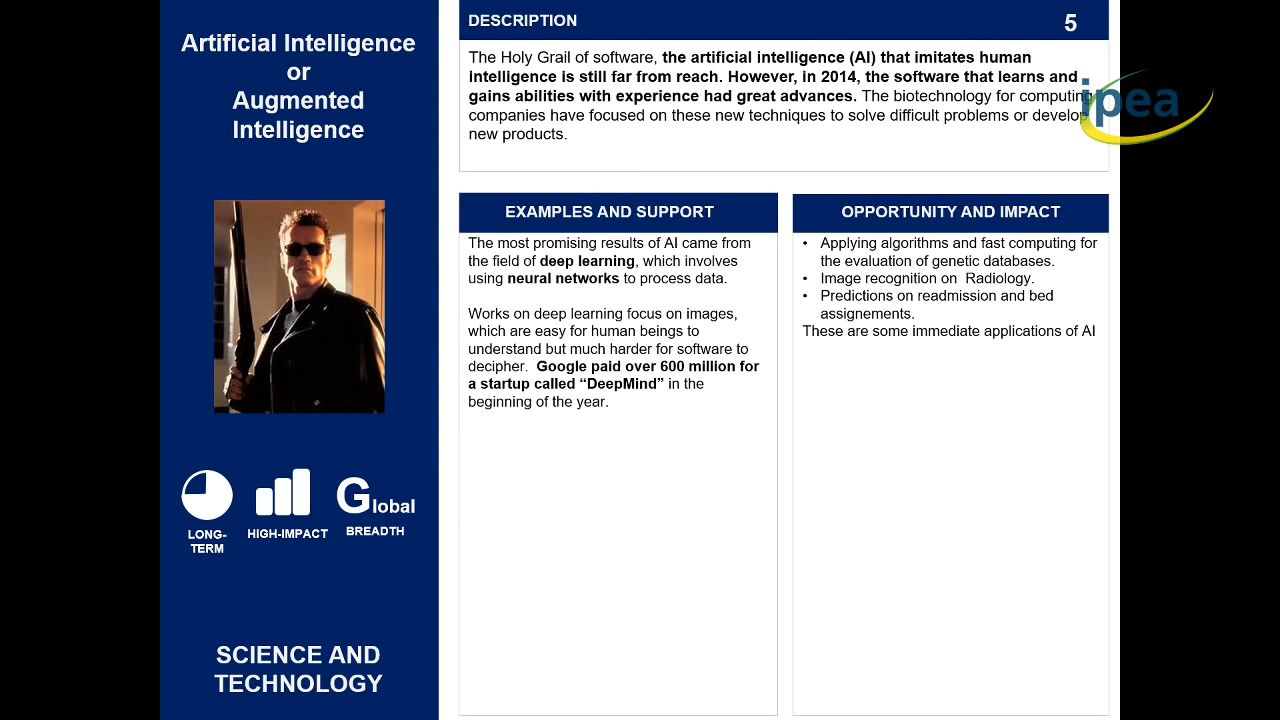 Artificial Intelligence
or
Augmented
Intelligence
LONG-
TERM
HIGH-IMPACT
Global
BREADTH
SCIENCE AND
TECHNOLOGY
DESCRIPTION
5
The Holy Grail of software, the artificial intelligence (AI) that imitates human
intelligence is still far from reach. However, in 2014, the software that learns and
gains abilities with experience had great advances. The biotechnology for computing
companies have focused on these new techniques to solve difficult problems or develop
new products.
ipea
EXAMPLES AND SUPPORT
The most promising results of AI came from
the field of deep learning, which involves
using neural networks to process data.
Works on deep learning focus on images,
which are easy for human beings to
understand but much harder for software to
decipher. Google paid over 600 million for
a startup called “DeepMind” in the
beginning of the year.
OPPORTUNITY AND IMPACT
• Applying algorithms and fast computing for
the evaluation of genetic databases.
• Image recognition on Radiology.
• Predictions on readmission and bed
assignements.
These are some immediate applications of AI